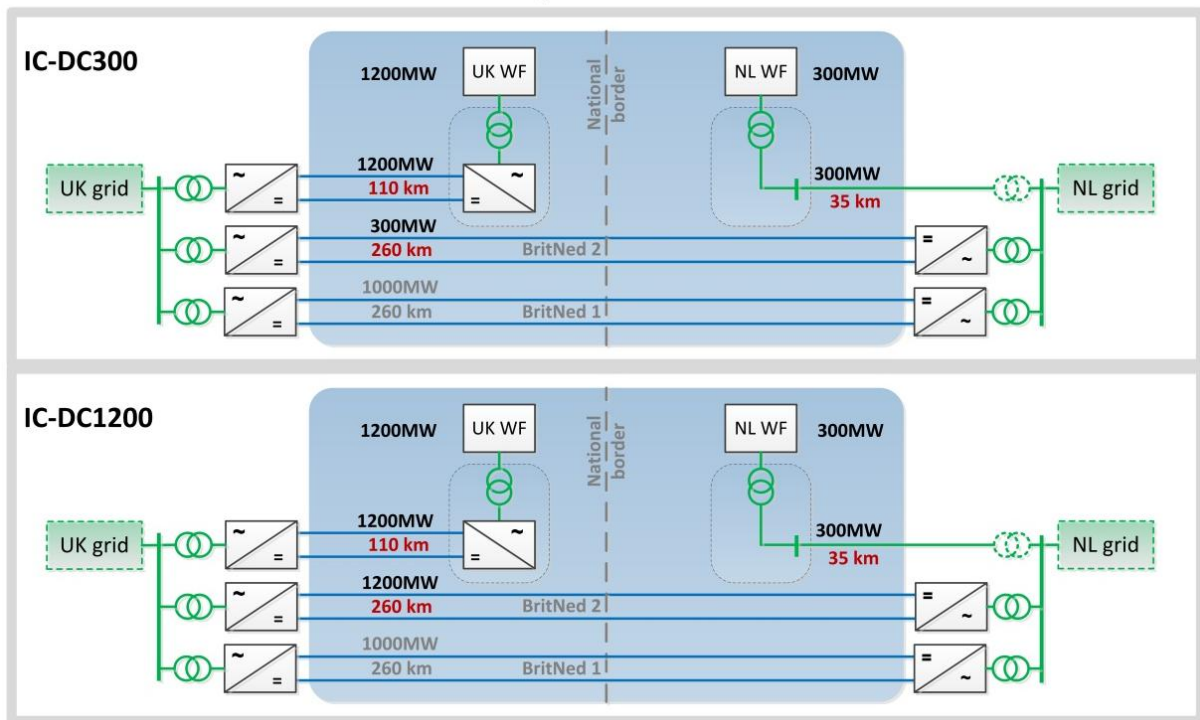 IC-DC300
1200MW
UK WF
National
border
NL WF
300MW
UK grid
~
=
1200MW
110 km
~
=
300MW
35 km
NL grid
~
=
300MW
260 km
BritNed 2
=
~
~
=
1000MW
260 km
BritNed 1
=
~
IC-DC1200
1200MW
UK WF
National
border
NL WF
300MW
UK grid
~
=
1200MW
110 km
~
=
300MW
35 km
NL grid
~
=
1200MW
260 km
BritNed 2
=
~
~
=
1000MW
260 km
BritNed 1
=
~